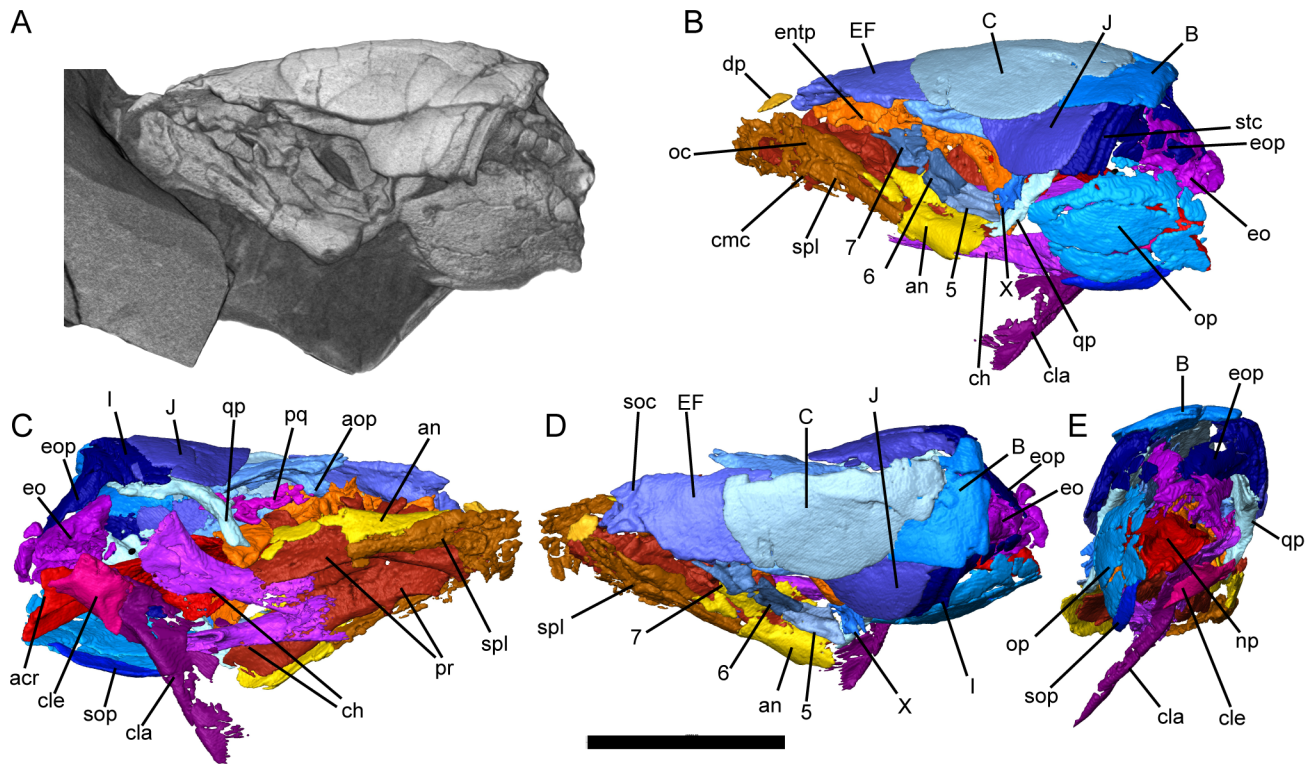 A
B
entp
EF
C
J
B
dp
stc
eop
oc
eo
cmc
spl
7
6
an
5
X
op
qp
ch
cla
C
I
J
qp
pq
aop
an
eop
eo
spl
pr
acr
cle
sop
cla
ch
D
soc
EF
C
J
B
eop
eo
spl
7
6
an
5
X
I
E
B
eop
qp
op
np
sop
cla
cle